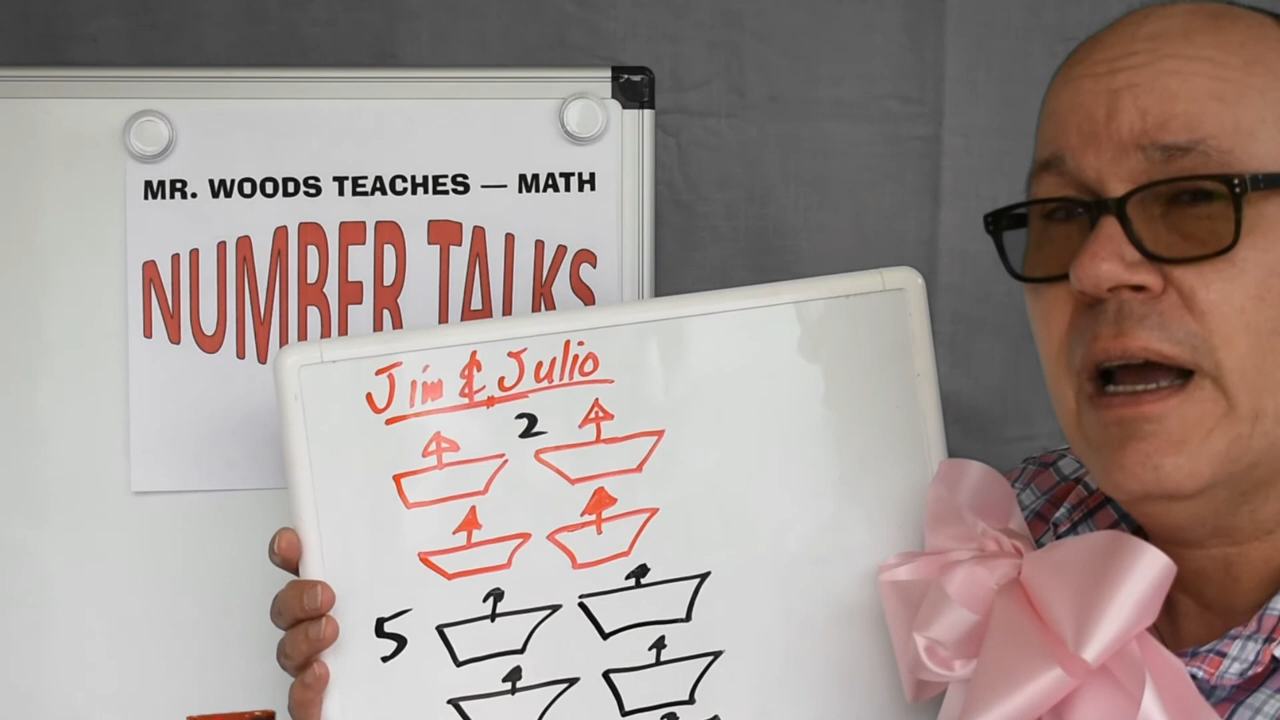 MR. WOODS TEACHES — MATH
NUMBER TALKS
Jim & Julio
2
5